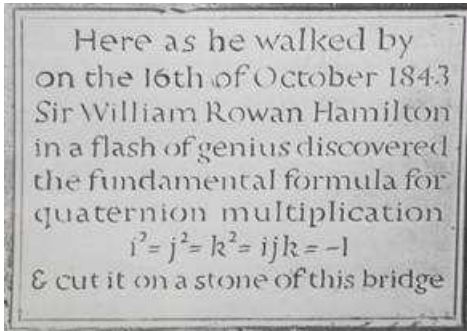 Here as he walked by
on the 16th of October 1843
Sir William Rowan Hamilton
in a flash of genius discovered
the fundamental formula for
quaternion multiplication
i² = j² = k² = ijk = −1
& cut it on a stone of this bridge